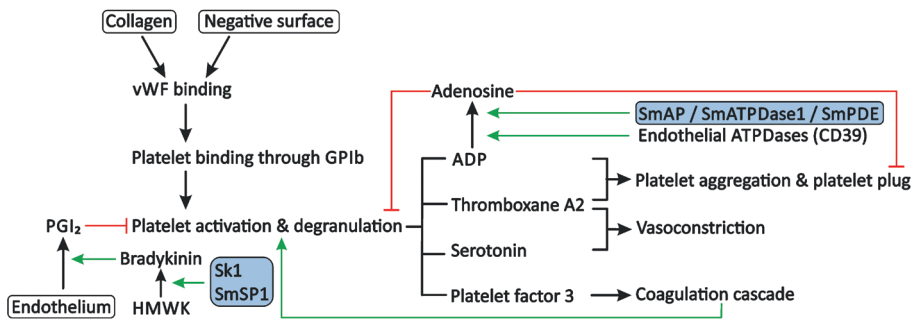 Collagen
Negative surface
vWF binding
Adenosine
SmAP / SmATPDase1 / SmPDE
Endothelial ATPDases (CD39)
Platelet binding through GPIb
ADP
Platelet aggregation & platelet plug
Thromboxane A2
PGI₂
Platelet activation & degranulation
Vasoconstriction
Bradykinin
Serotonin
Sk1
SmSP1
Endothelium
HMWK
Platelet factor 3
Coagulation cascade